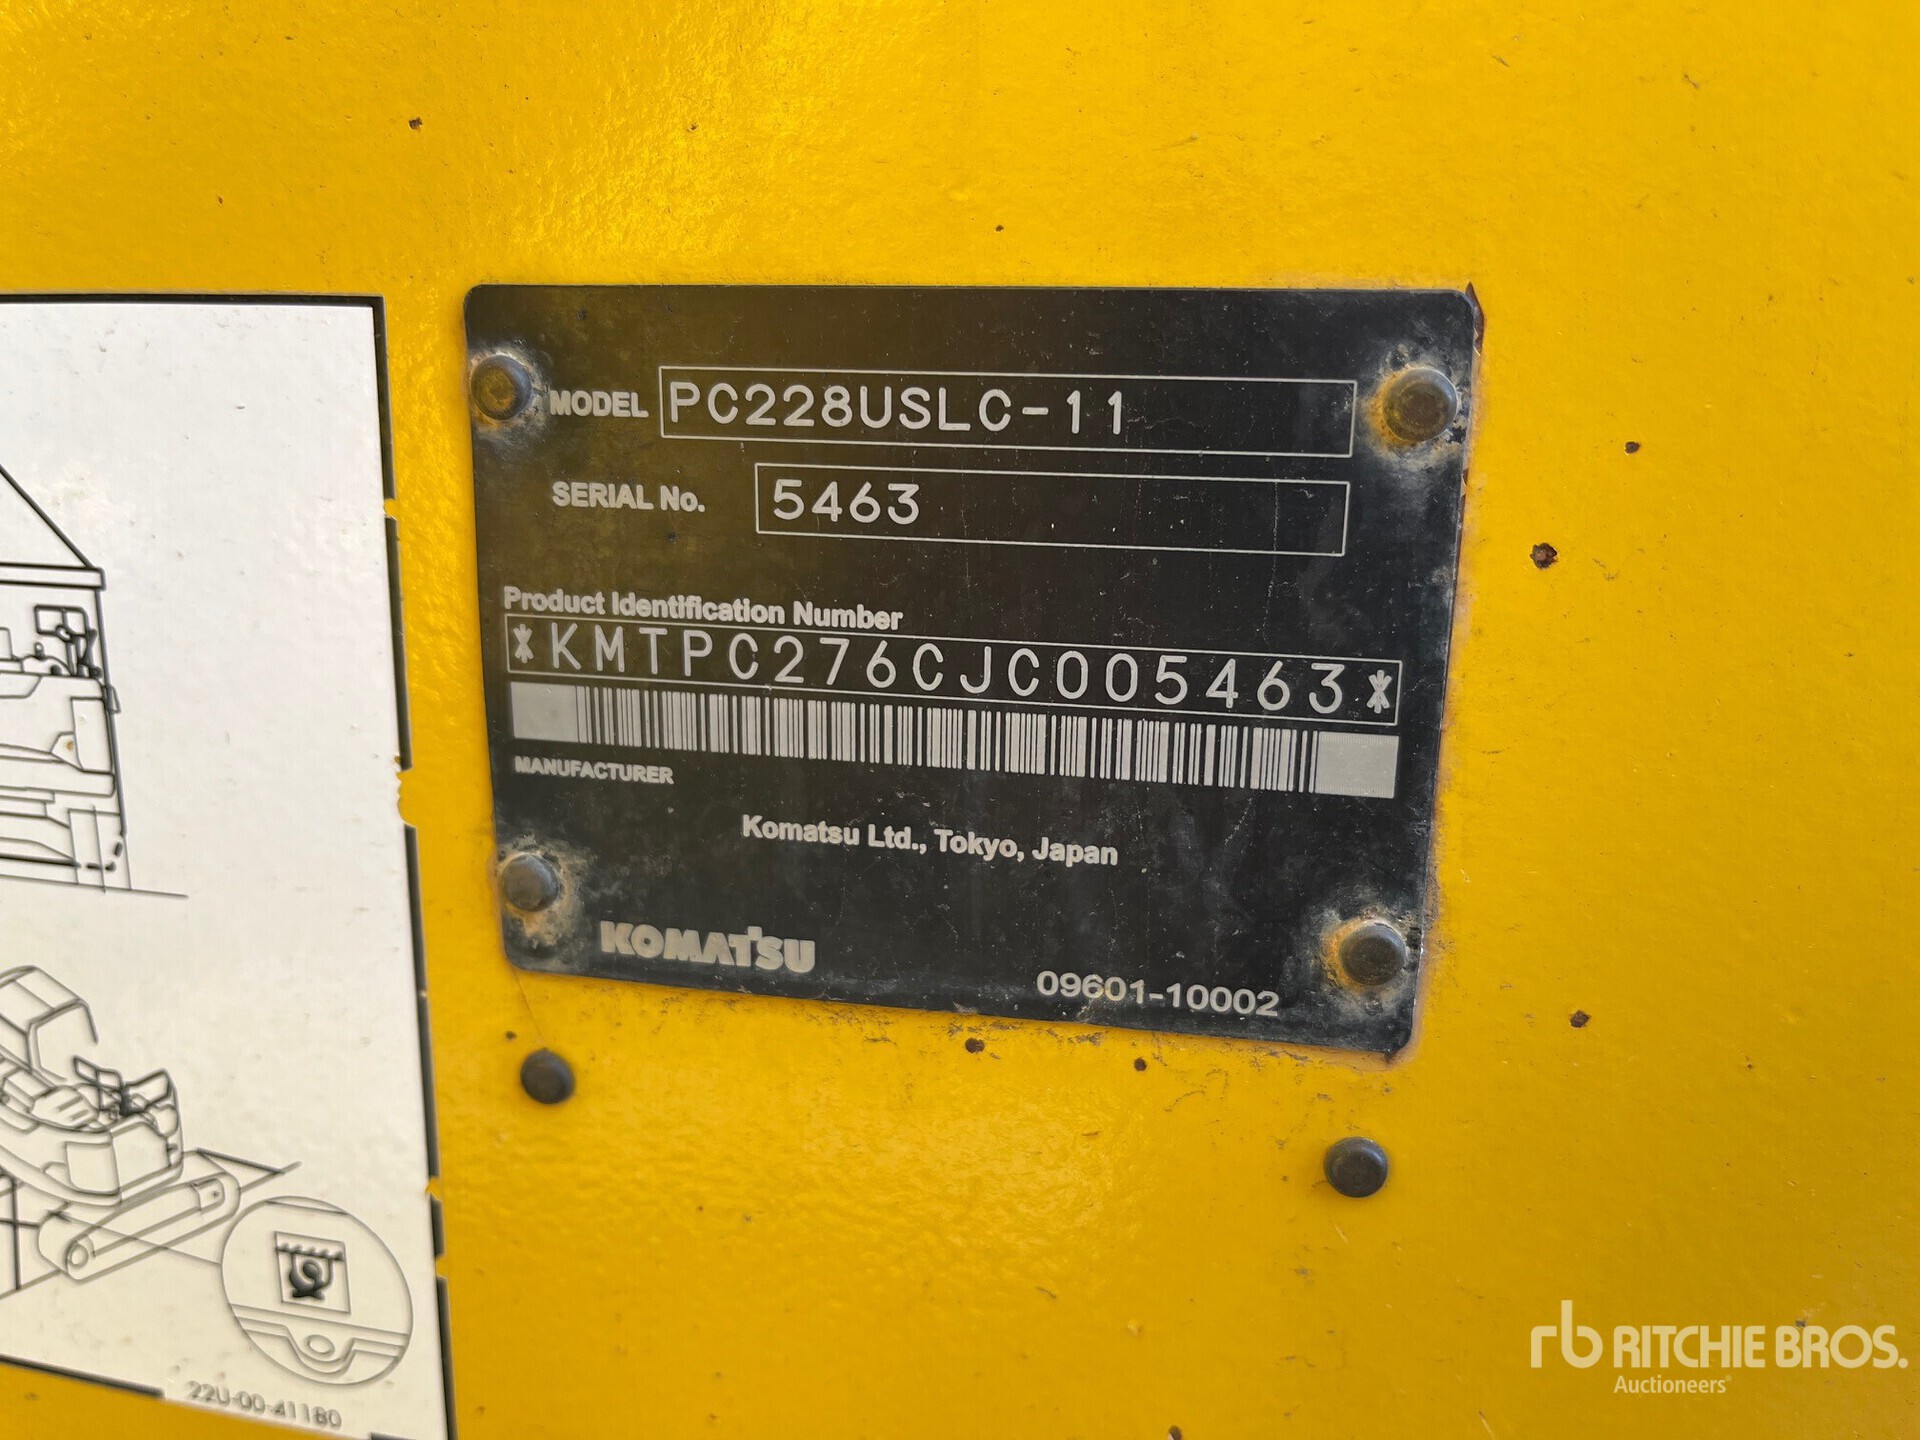 MODEL PC228USLC-11
SERIAL No. 5463
Product Identification Number
*KMTPC276CJC005463*
MANUFACTURER
Komatsu Ltd., Tokyo, Japan
KOMATSU
09601-10002
22U-00-41180
rb RITCHIE BROS.
Auctioneers